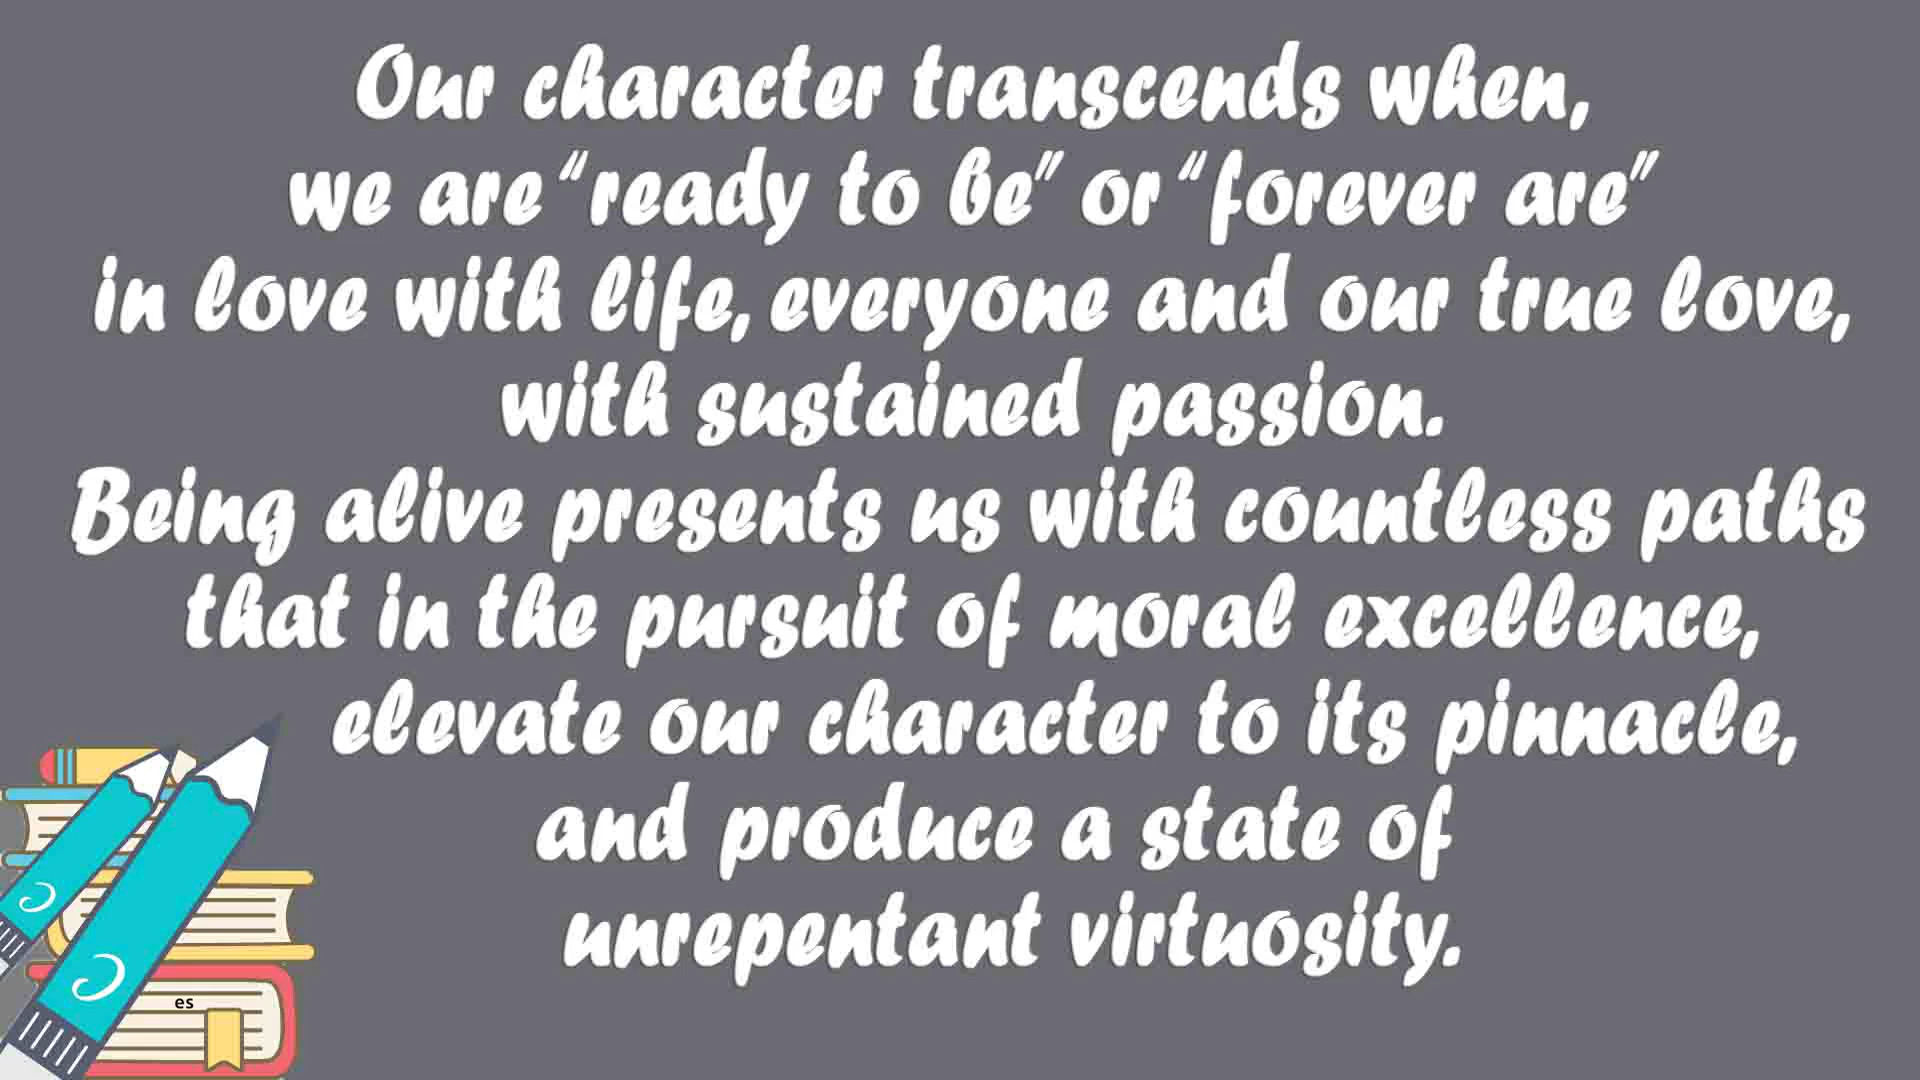 Our character transcends when,
we are “ready to be” or “forever are”
in love with life, everyone and our true love,
with sustained passion.
Being alive presents us with countless paths
that in the pursuit of moral excellence,
elevate our character to its pinnacle,
and produce a state of
unrepentant virtuosity.
es